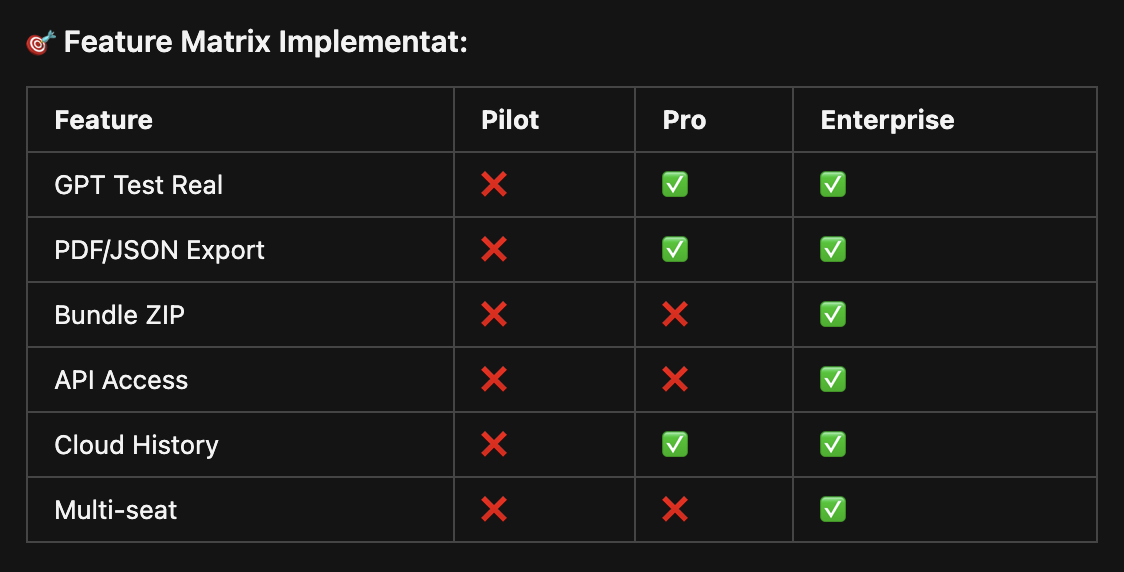 🎯 Feature Matrix Implementat:
Feature Pilot Pro Enterprise
GPT Test Real ❌ ✅ ✅
PDF/JSON Export ❌ ✅ ✅
Bundle ZIP ❌ ❌ ✅
API Access ❌ ❌ ✅
Cloud History ❌ ✅ ✅
Multi-seat ❌ ❌ ✅